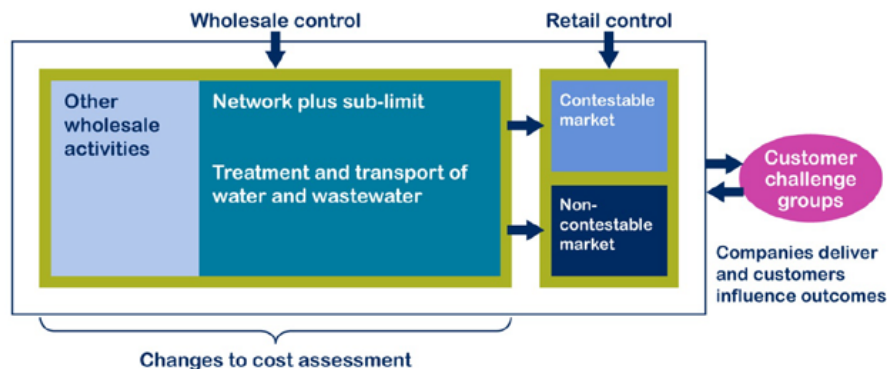 Wholesale control
Retail control
Other
wholesale
activities
Network plus sub-limit
Treatment and transport of
water and wastewater
Contestable
market
Non-
contestable
market
Customer
challenge
groups
Companies deliver
and customers
influence outcomes
Changes to cost assessment